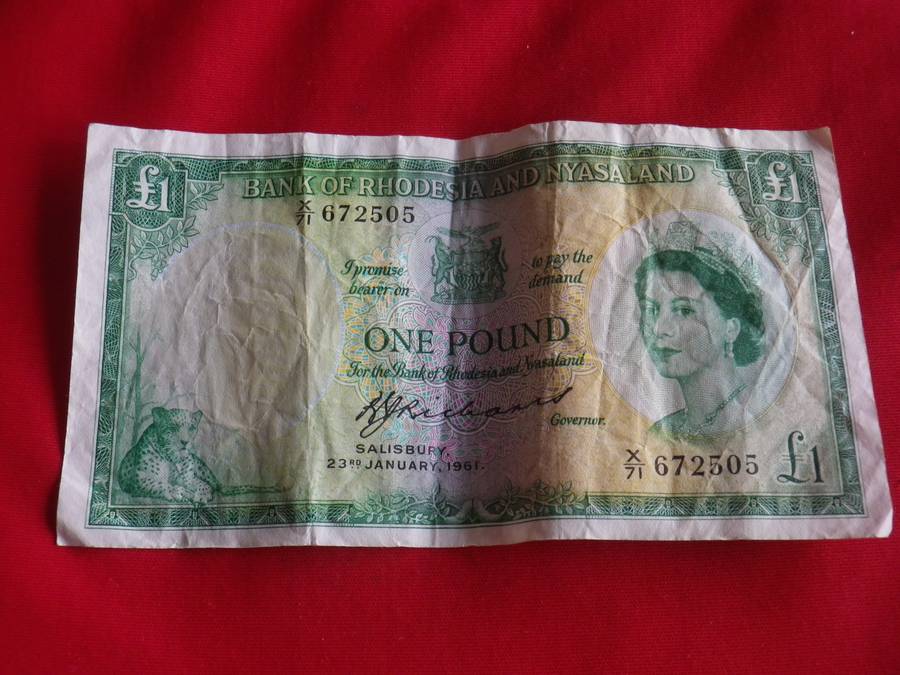 £1
£1
BANK OF RHODESIA AND NYASALAND
X/71 672505
I promise to pay the
bearer on demand
ONE POUND
For the Bank of Rhodesia and Nyasaland
Governor.
SALISBURY,
23RD JANUARY, 1961.
X/71 672505
£1